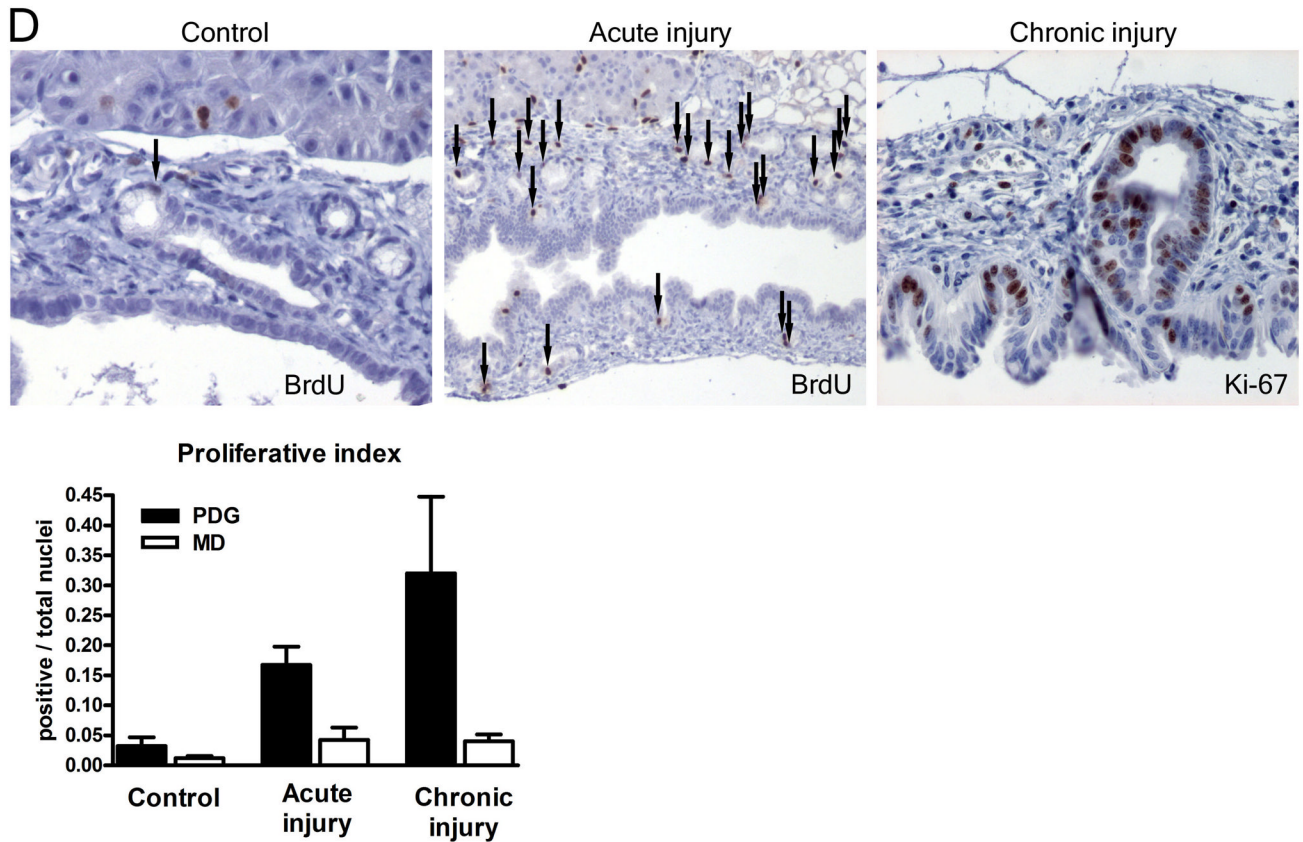 D
Control
Acute injury
Chronic injury
BrdU
BrdU
Ki-67
Proliferative index
positive / total nuclei
0.45
0.40
0.35
0.30
0.25
0.20
0.15
0.10
0.05
0.00
PDG
MD
Control
Acute
injury
Chronic
injury